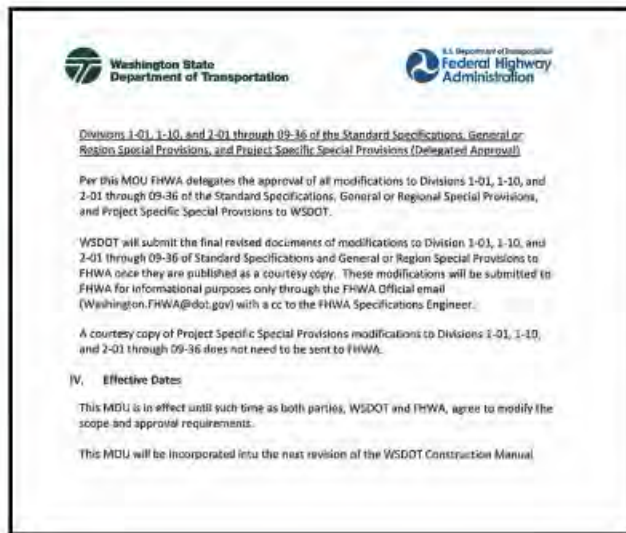 Washington State
Department of Transportation
U.S. Department of Transportation
Federal Highway
Administration
Divisions 1-01, 1-10, and 2-01 through 09-36 of the Standard Specifications, General or
Region Special Provisions, and Project Specific Special Provisions (Delegated Approval)
Per this MOU FHWA delegates the approval of all modifications to Divisions 1-01, 1-10, and
2-01 through 09-36 of the Standard Specifications, General or Regional Special Provisions,
and Project Specific Special Provisions to WSDOT.
WSDOT will submit the final revised documents of modifications to Division 1-01, 1-10, and
2-01 through 09-36 of Standard Specifications and General or Region Special Provisions to
FHWA once they are published as a courtesy copy. These modifications will be submitted to
FHWA for informational purposes only through the FHWA Official email
(Washington.FHWA@dot.gov) with a cc to the FHWA Specifications Engineer.
A courtesy copy of Project Specific Special Provisions modifications to Divisions 1-01, 1-10,
and 2-01 through 09-36 does not need to be sent to FHWA.
IV. Effective Dates
This MOU is in effect until such time as both parties, WSDOT and FHWA, agree to modify the
scope and approval requirements.
This MOU will be incorporated into the next revision of the WSDOT Construction Manual